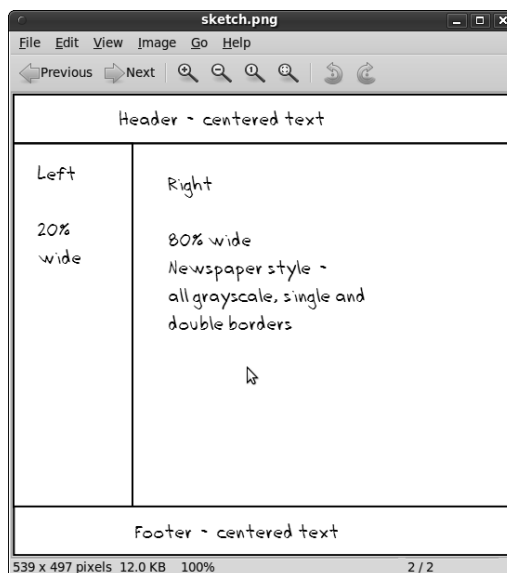 sketch.png
File Edit View Image Go Help
Previous Next
Header - centered text
Left
20%
wide
Right
80% wide
Newspaper style -
all grayscale, single and
double borders
Footer - centered text
539 x 497 pixels 12.0 KB 100% 2 / 2